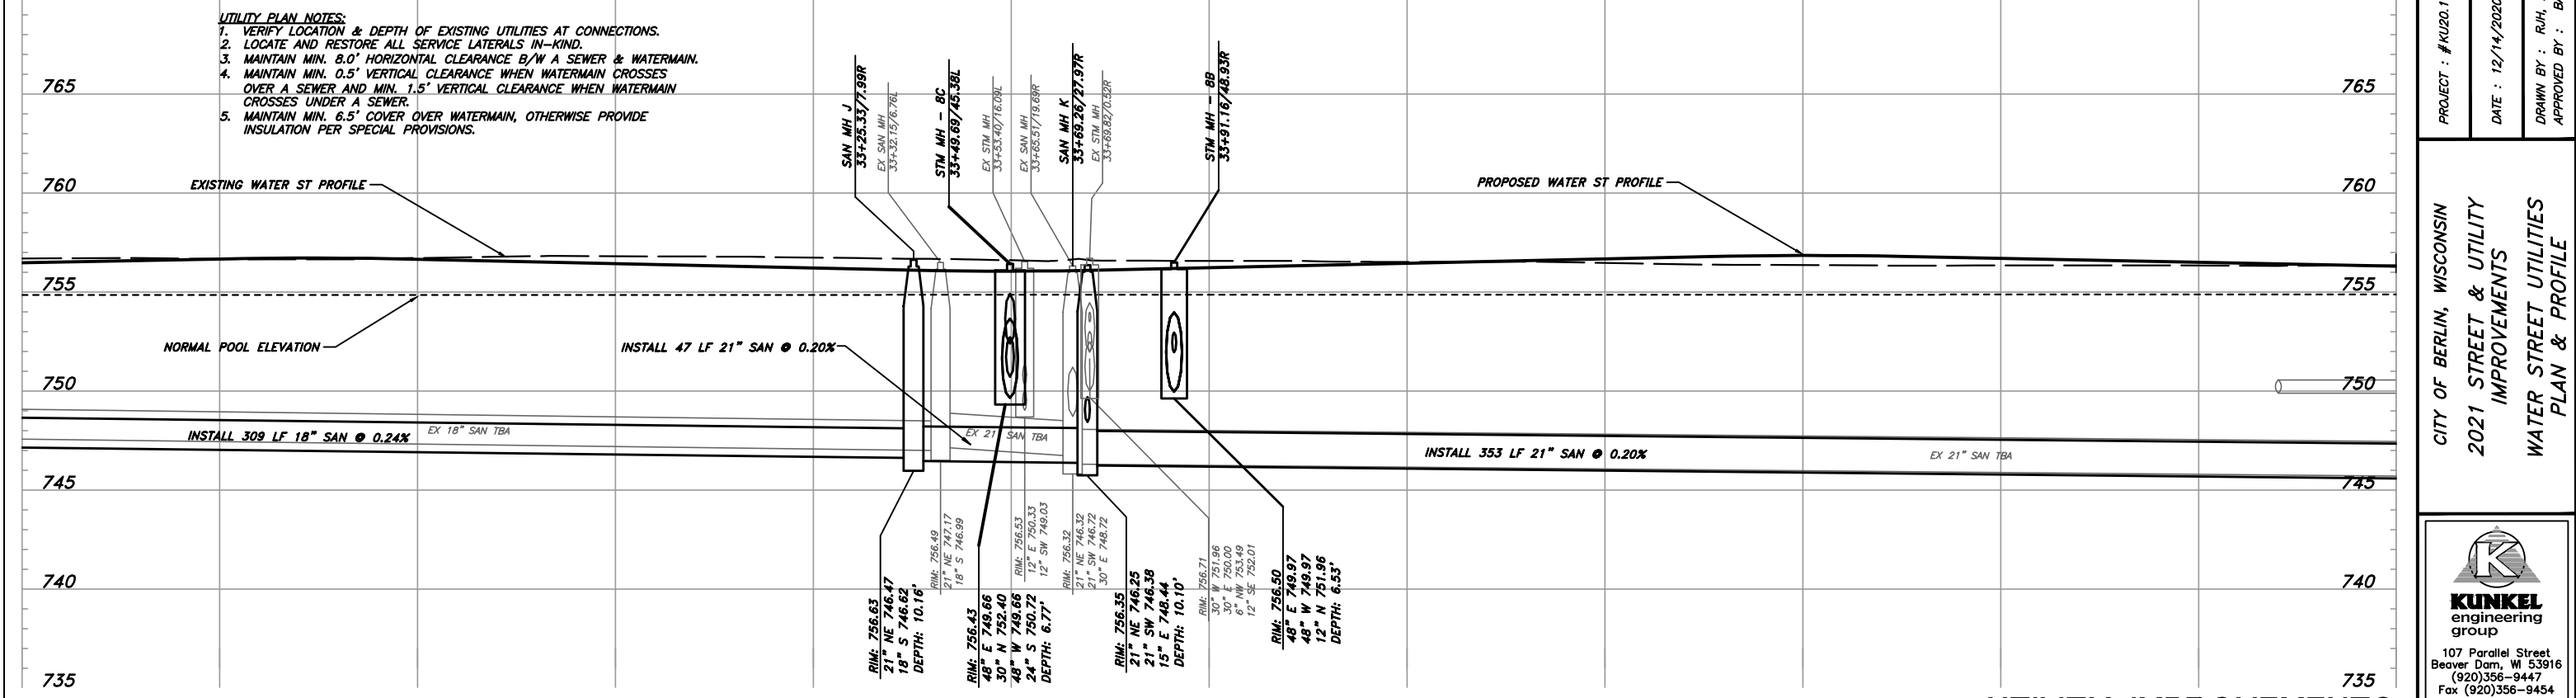 UTILITY PLAN NOTES:
1. VERIFY LOCATION & DEPTH OF EXISTING UTILITIES AT CONNECTIONS.
2. LOCATE AND RESTORE ALL SERVICE LATERALS IN-KIND.
3. MAINTAIN MIN. 8.0' HORIZONTAL CLEARANCE B/W A SEWER & WATERMAIN.
4. MAINTAIN MIN. 0.5' VERTICAL CLEARANCE WHEN WATERMAIN CROSSES
OVER A SEWER AND MIN. 1.5' VERTICAL CLEARANCE WHEN WATERMAIN
CROSSES UNDER A SEWER.
5. MAINTAIN MIN. 6.5' COVER OVER WATERMAIN, OTHERWISE PROVIDE
INSULATION PER SPECIAL PROVISIONS.
765
760
755
750
745
740
735
EXISTING WATER ST PROFILE
NORMAL POOL ELEVATION
INSTALL 309 LF 18" SAN @ 0.24%
EX 18" SAN TBA
INSTALL 47 LF 21" SAN @ 0.20%
EX 21" SAN TBA
SAN MH J
33+25.33/7.99R
EX SAN MH
33+32.15/6.76L
STM MH - 8C
33+49.69/45.38L
EX STM MH
33+53.40/16.09L
EX SAN MH
33+65.51/19.69R
SAN MH K
33+69.26/27.97R
EX STM MH
33+69.82/0.52R
STM MH - 8B
33+91.16/48.93R
PROPOSED WATER ST PROFILE
INSTALL 353 LF 21" SAN @ 0.20%
EX 21" SAN TBA
RIM: 756.63
21" NE 746.47
18" S 746.62
DEPTH: 10.16'
RIM: 756.49
21" NE 747.17
18" S 746.99
RIM: 756.43
48" E 749.66
30" N 752.40
48" W 749.66
24" S 750.72
DEPTH: 6.77'
RIM: 756.53
12" E 750.33
12" SW 749.03
RIM: 756.32
21" NE 746.32
21" SW 746.72
30" E 748.72
RIM: 756.35
21" NE 746.25
21" SW 746.38
15" E 748.44
DEPTH: 10.10'
RIM: 756.71
30" W 751.96
30" E 750.00
6" NW 753.49
12" SE 752.01
RIM: 756.50
48" E 749.97
48" W 749.97
12" N 751.96
DEPTH: 6.53'
765
760
755
750
745
740
735
PROJECT : #KU20.1
DATE : 12/14/2020
DRAWN BY : RJH,
APPROVED BY :
CITY OF BERLIN, WISCONSIN
2021 STREET & UTILITY
IMPROVEMENTS
WATER STREET UTILITIES
PLAN & PROFILE
K
KUNKEL
engineering
group
107 Parallel Street
Beaver Dam, WI 53916
(920)356-9447
Fax (920)356-9454